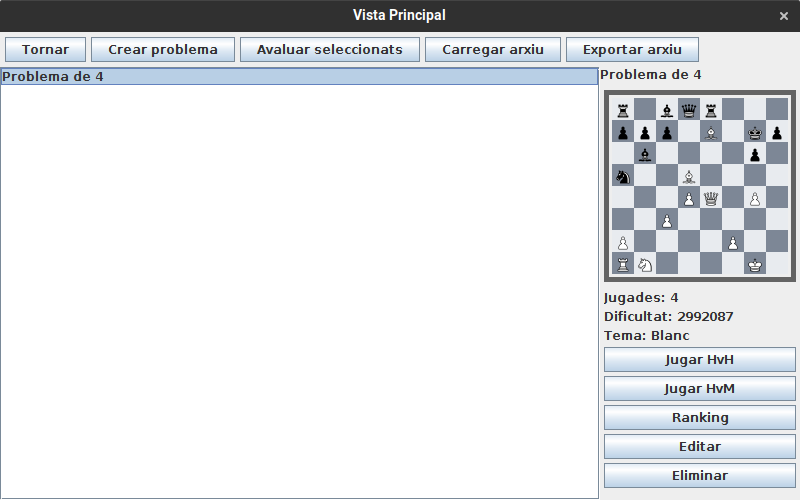 Vista Principal
Tornar
Crear problema
Avaluar seleccionats
Carregar arxiu
Exportar arxiu
Problema de 4
Problema de 4
Jugades: 4
Dificultat: 2992087
Tema: Blanc
Jugar HvH
Jugar HvM
Ranking
Editar
Eliminar